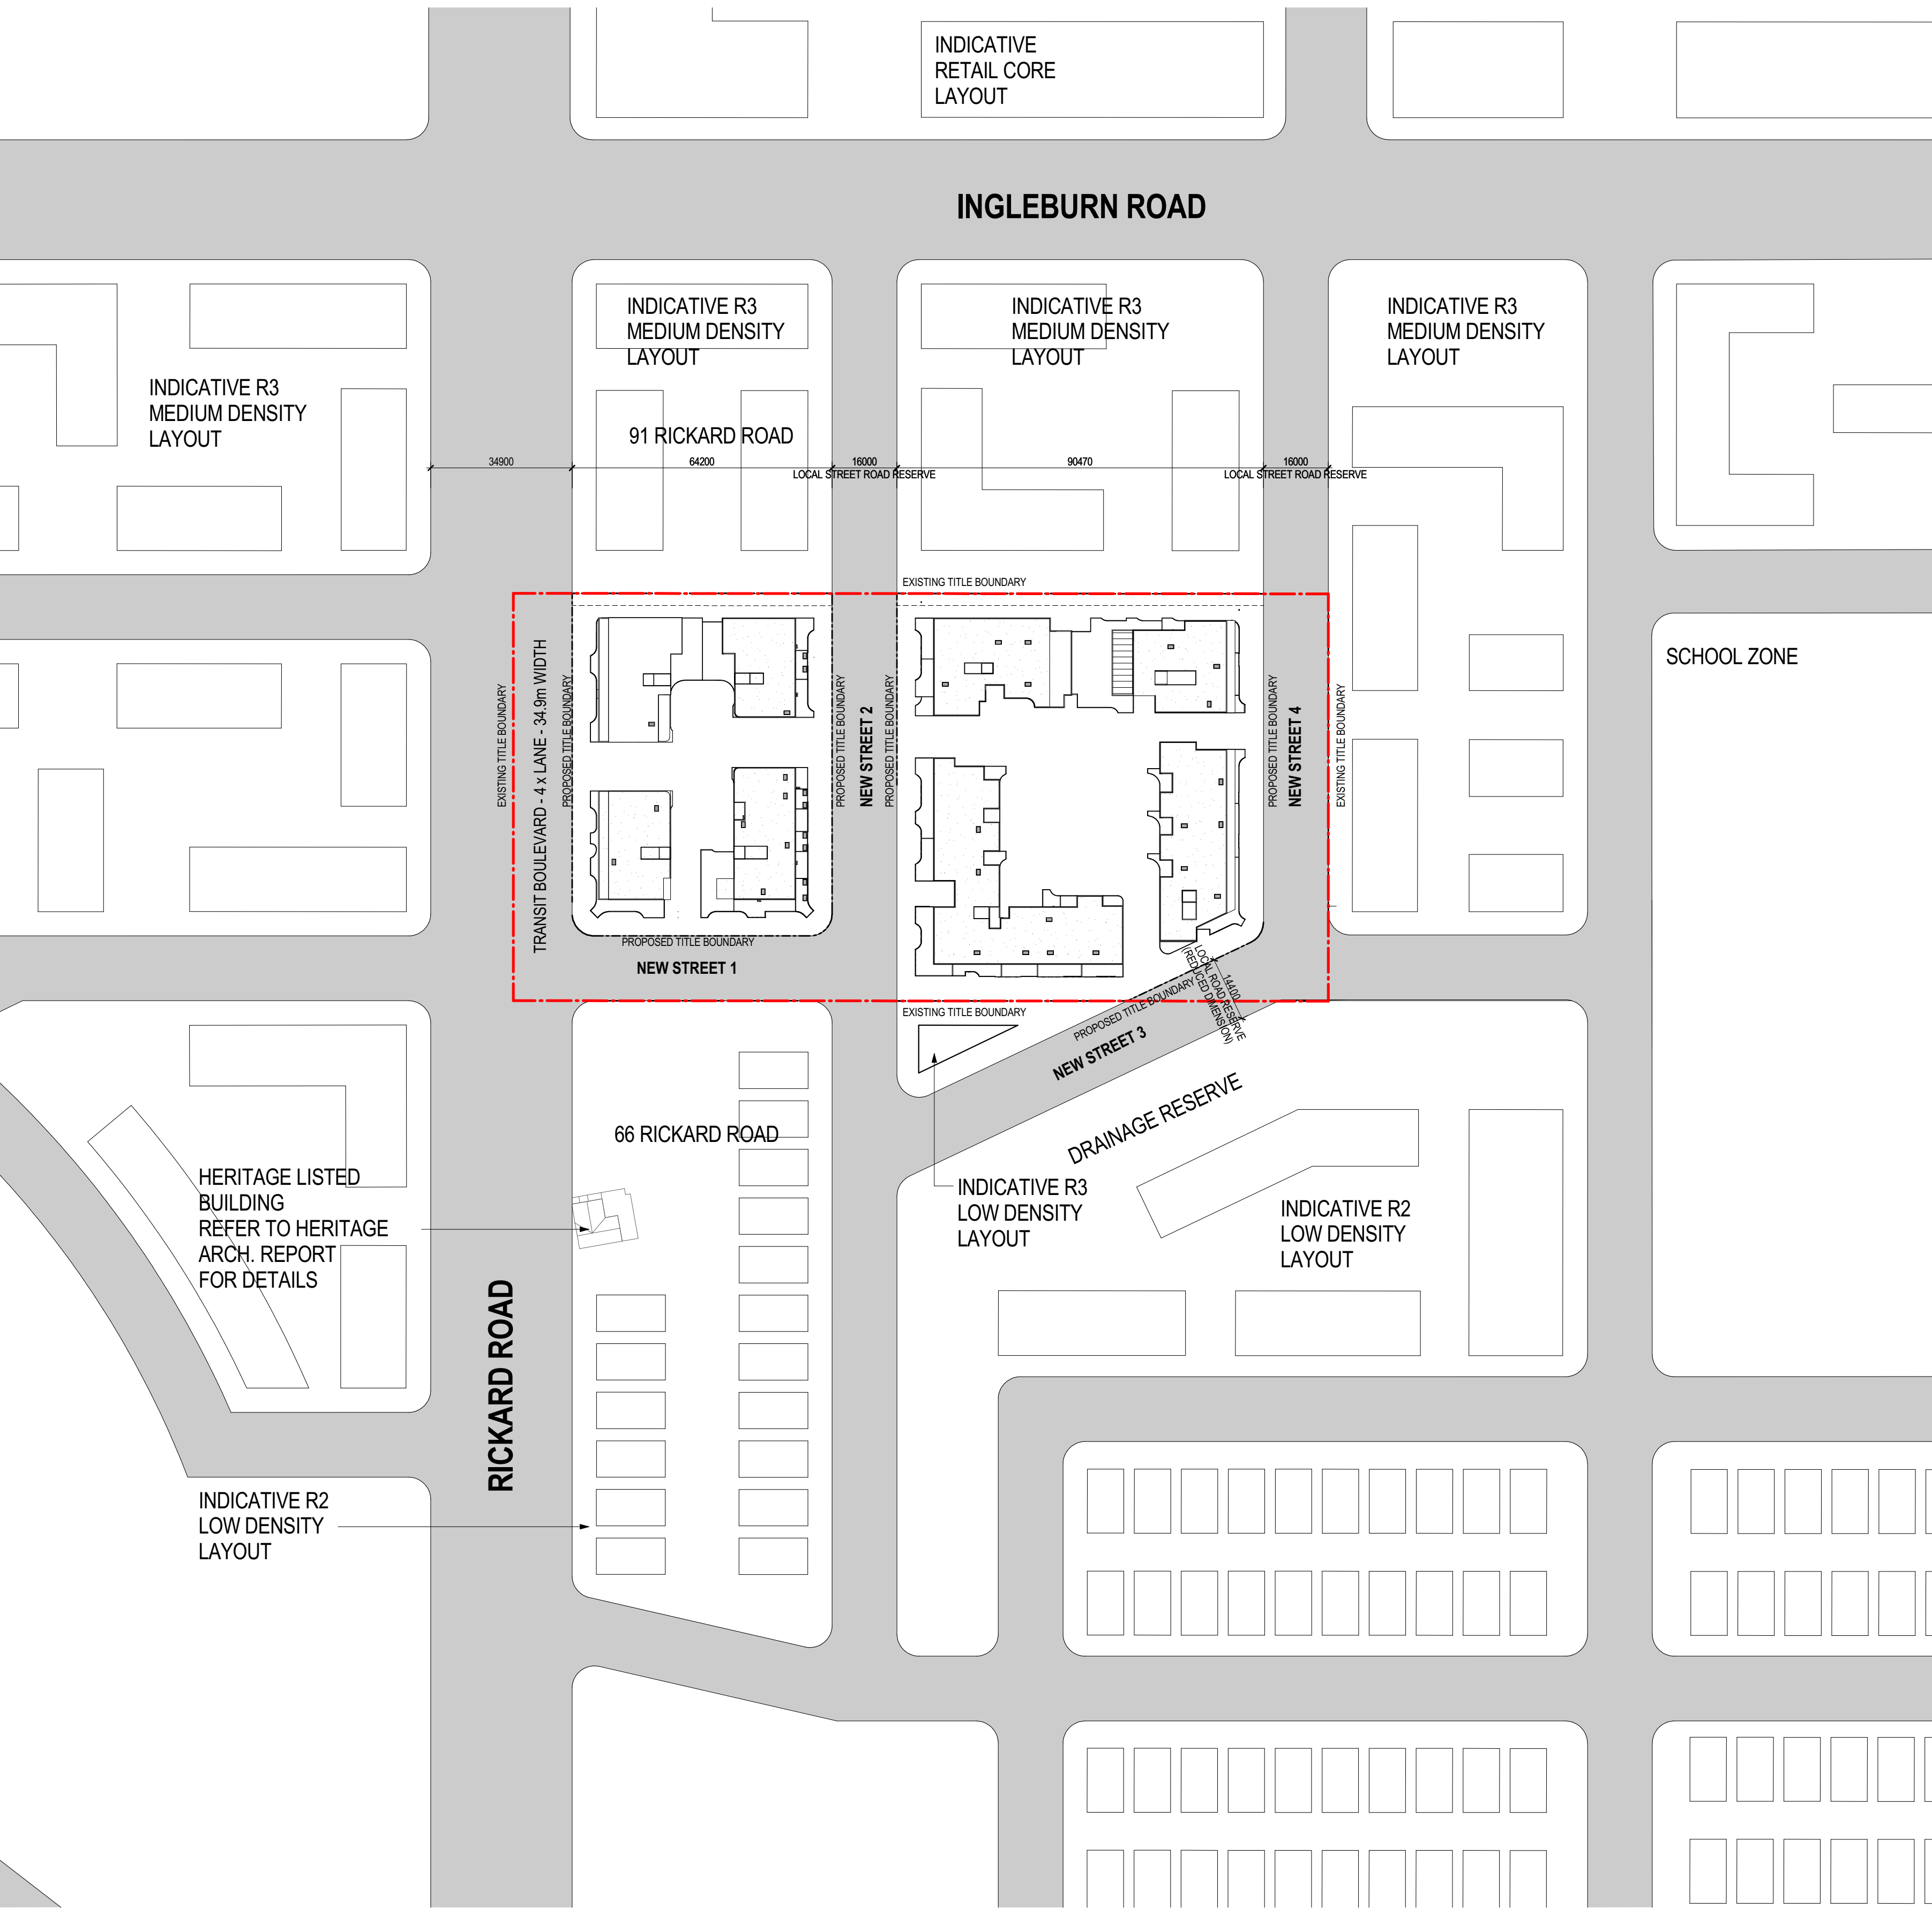 INDICATIVE
RETAIL CORE
LAYOUT
INGLEBURN ROAD
INDICATIVE R3
MEDIUM DENSITY
LAYOUT
INDICATIVE R3
MEDIUM DENSITY
LAYOUT
INDICATIVE R3
MEDIUM DENSITY
LAYOUT
INDICATIVE R3
MEDIUM DENSITY
LAYOUT
91 RICKARD ROAD
34900
64200
16000
LOCAL STREET ROAD RESERVE
90470
16000
LOCAL STREET ROAD RESERVE
EXISTING TITLE BOUNDARY
EXISTING TITLE BOUNDARY
TRANSIT BOULEVARD - 4 x LANE - 34.9m WIDTH
PROPOSED TITLE BOUNDARY
PROPOSED TITLE BOUNDARY
NEW STREET 2
PROPOSED TITLE BOUNDARY
PROPOSED TITLE BOUNDARY
NEW STREET 4
EXISTING TITLE BOUNDARY
SCHOOL ZONE
PROPOSED TITLE BOUNDARY
NEW STREET 1
EXISTING TITLE BOUNDARY
PROPOSED TITLE BOUNDARY
NEW STREET 3
14400
LOCAL ROAD RESERVE
(REDUCED DIMENSION)
DRAINAGE RESERVE
66 RICKARD ROAD
HERITAGE LISTED
BUILDING
REFER TO HERITAGE
ARCH. REPORT
FOR DETAILS
INDICATIVE R3
LOW DENSITY
LAYOUT
INDICATIVE R2
LOW DENSITY
LAYOUT
RICKARD ROAD
INDICATIVE R2
LOW DENSITY
LAYOUT